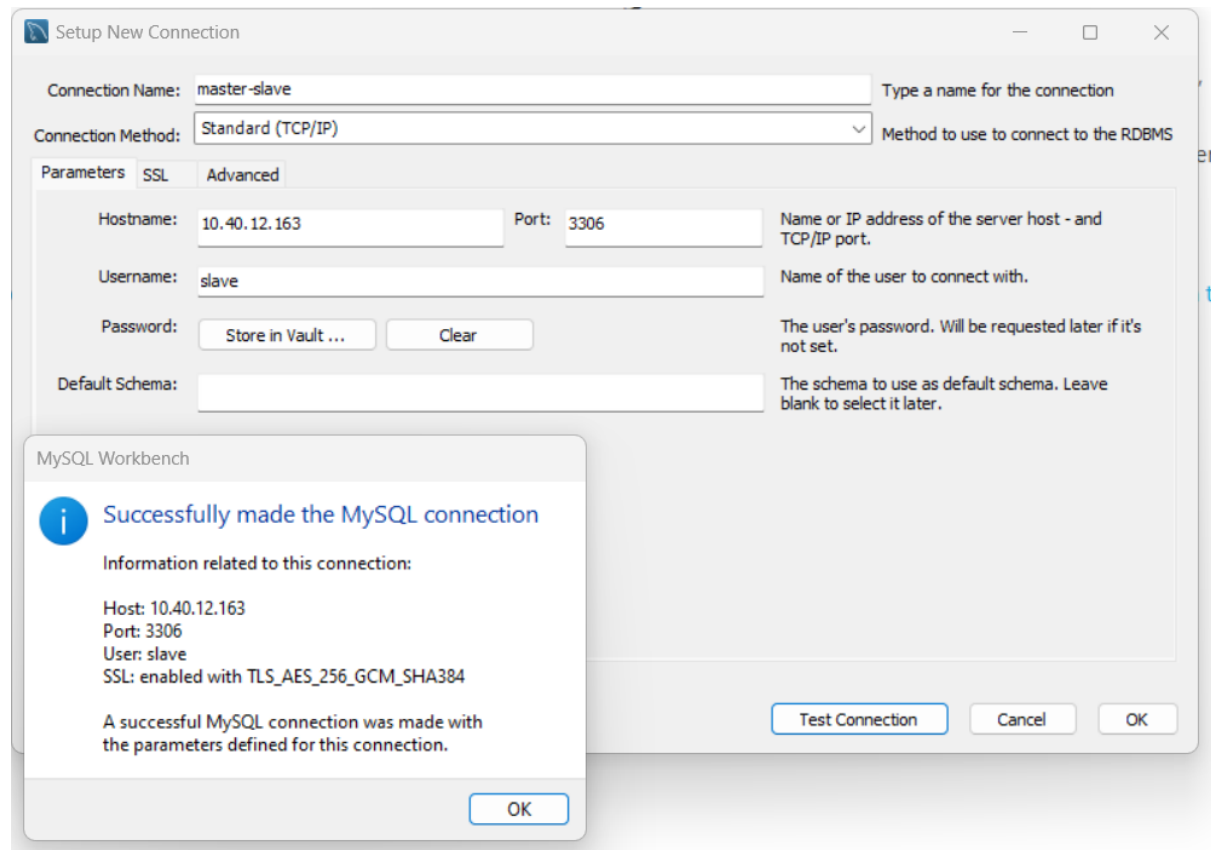 Setup New Connection
Connection Name: master-slave Type a name for the connection
Connection Method: Standard (TCP/IP) Method to use to connect to the RDBMS
Parameters SSL Advanced
Hostname: 10.40.12.163 Port: 3306 Name or IP address of the server host - and
TCP/IP port.
Username: slave Name of the user to connect with.
Password: Store in Vault ... Clear The user's password. Will be requested later if it's
not set.
Default Schema: The schema to use as default schema. Leave
blank to select it later.
MySQL Workbench
Successfully made the MySQL connection
Information related to this connection:
Host: 10.40.12.163
Port: 3306
User: slave
SSL: enabled with TLS_AES_256_GCM_SHA384
A successful MySQL connection was made with
the parameters defined for this connection.
OK
Test Connection Cancel OK